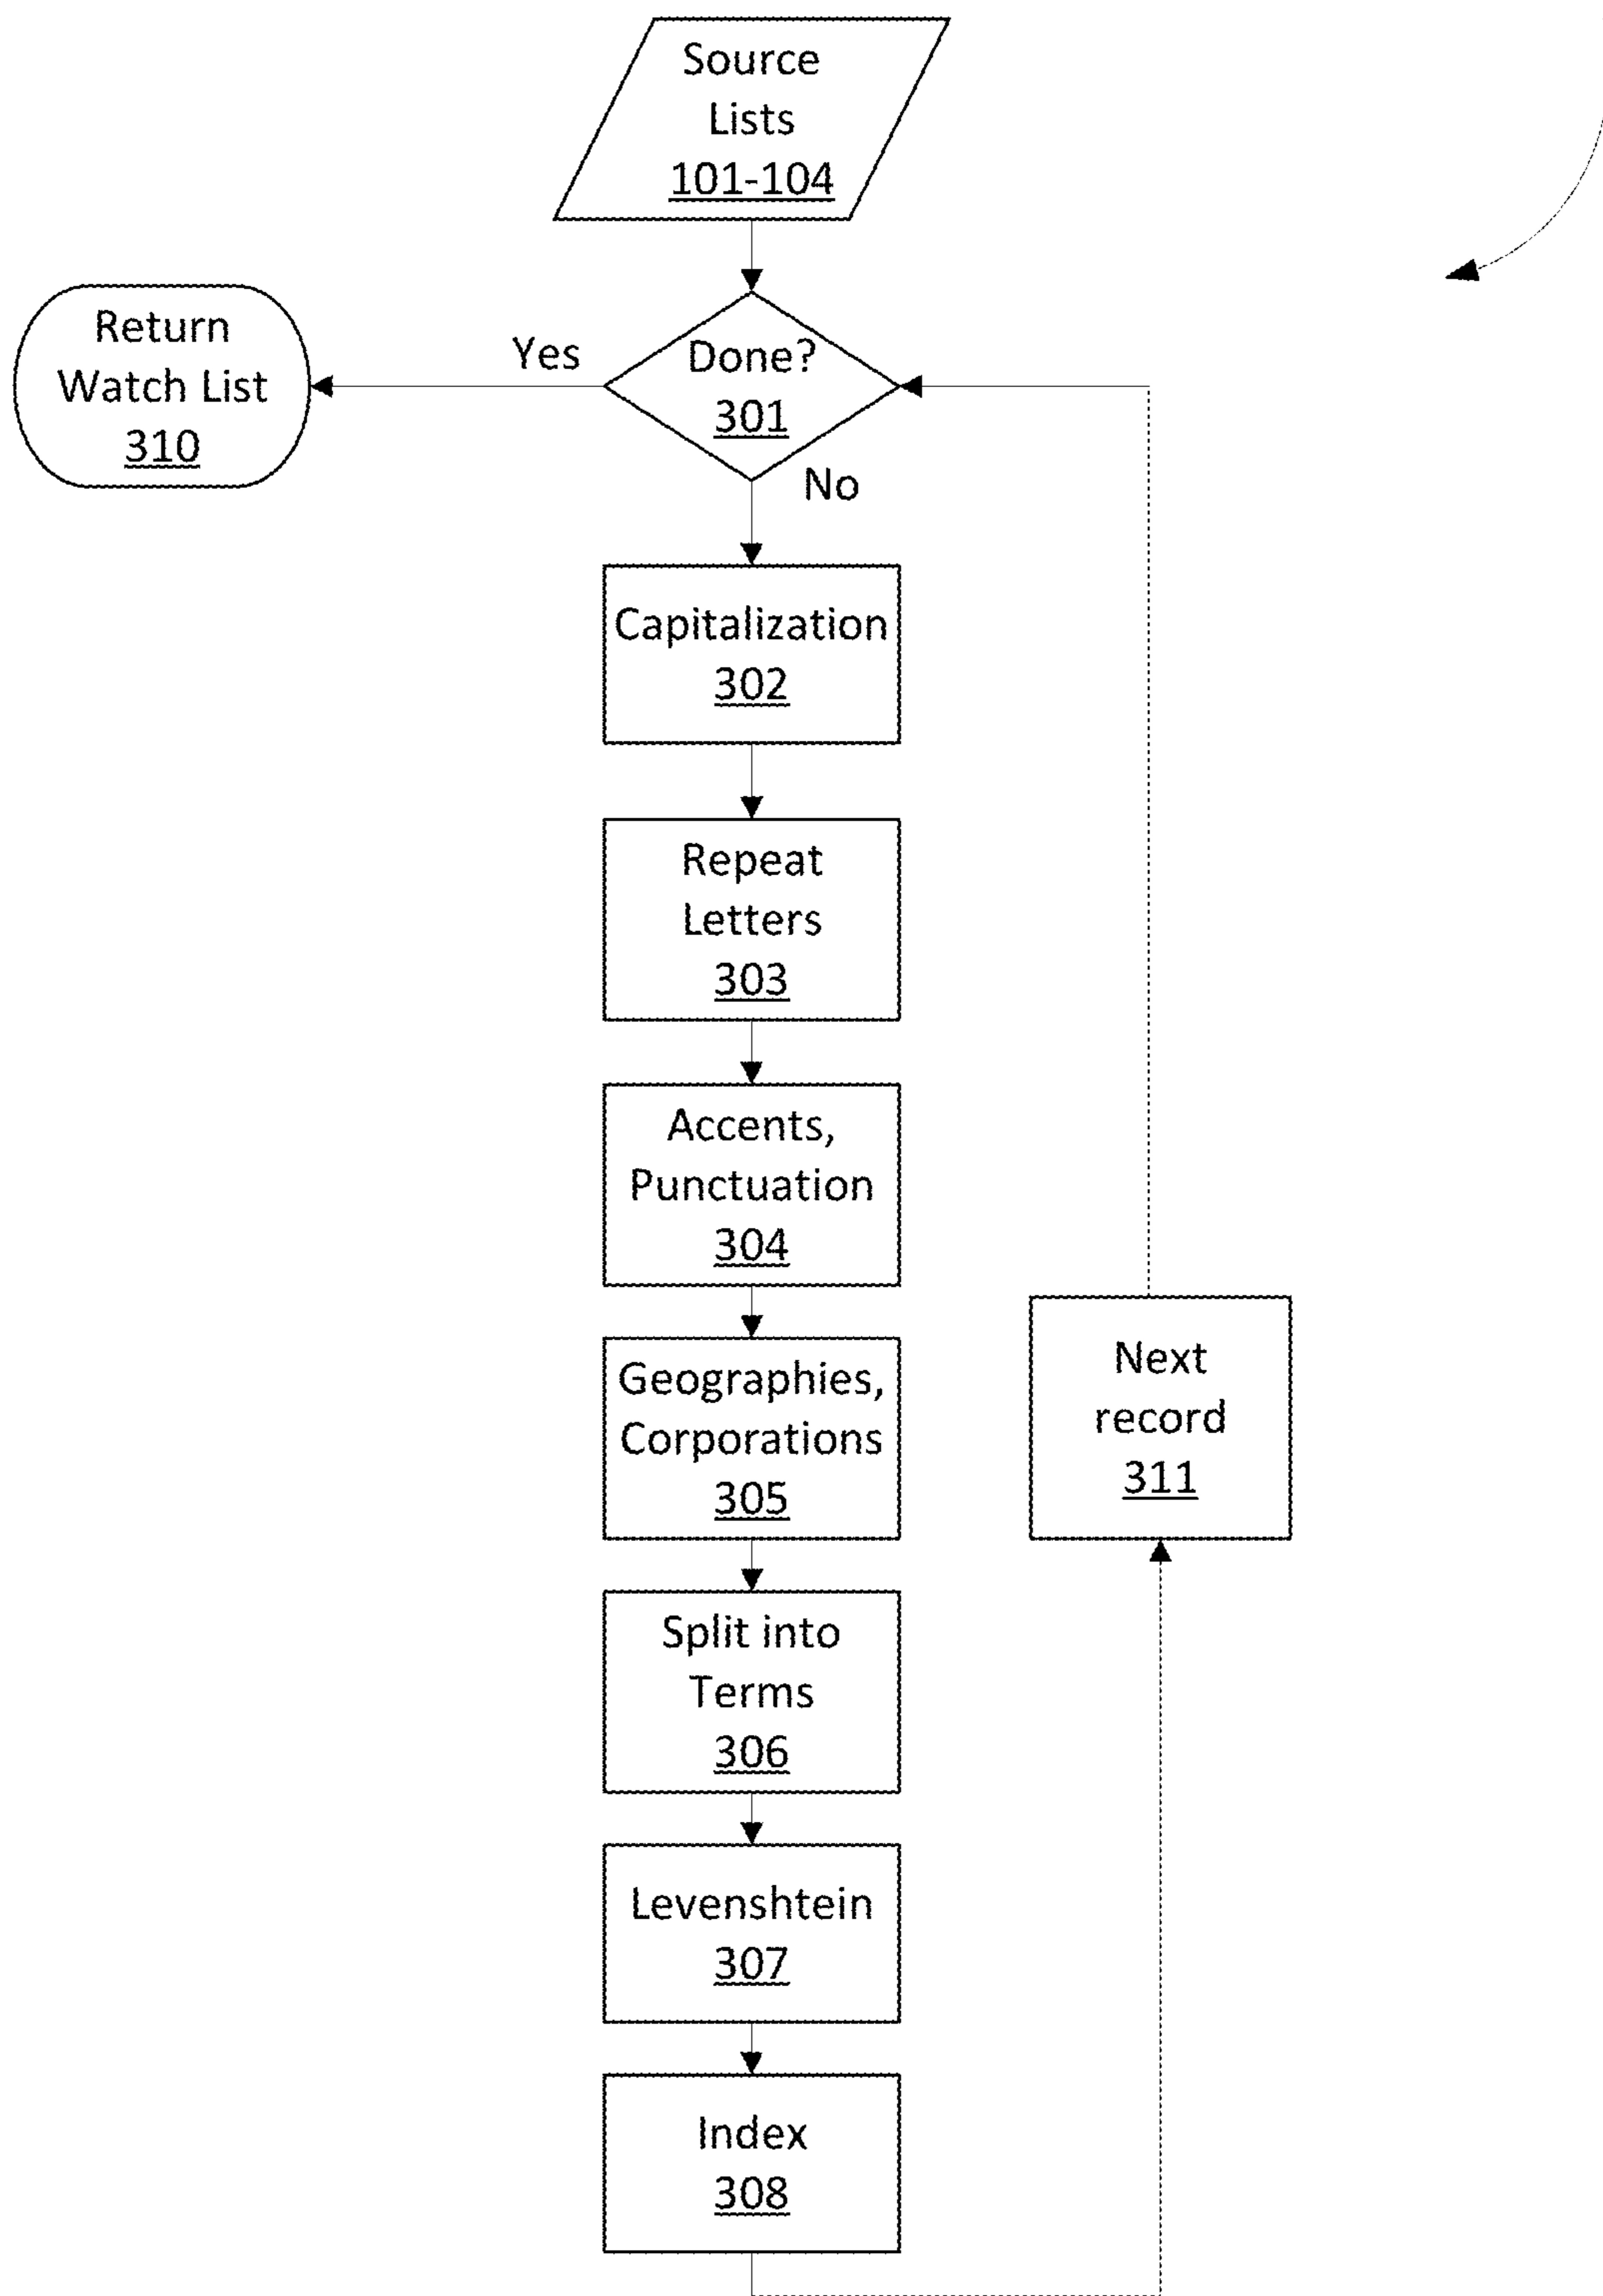 Source
Lists
101-104
Return
Watch List
310
Yes
Done?
301
No
Capitalization
302
Repeat
Letters
303
Accents,
Punctuation
304
Geographies,
Corporations
305
Next
record
311
Split into
Terms
306
Levenshtein
307
Index
308